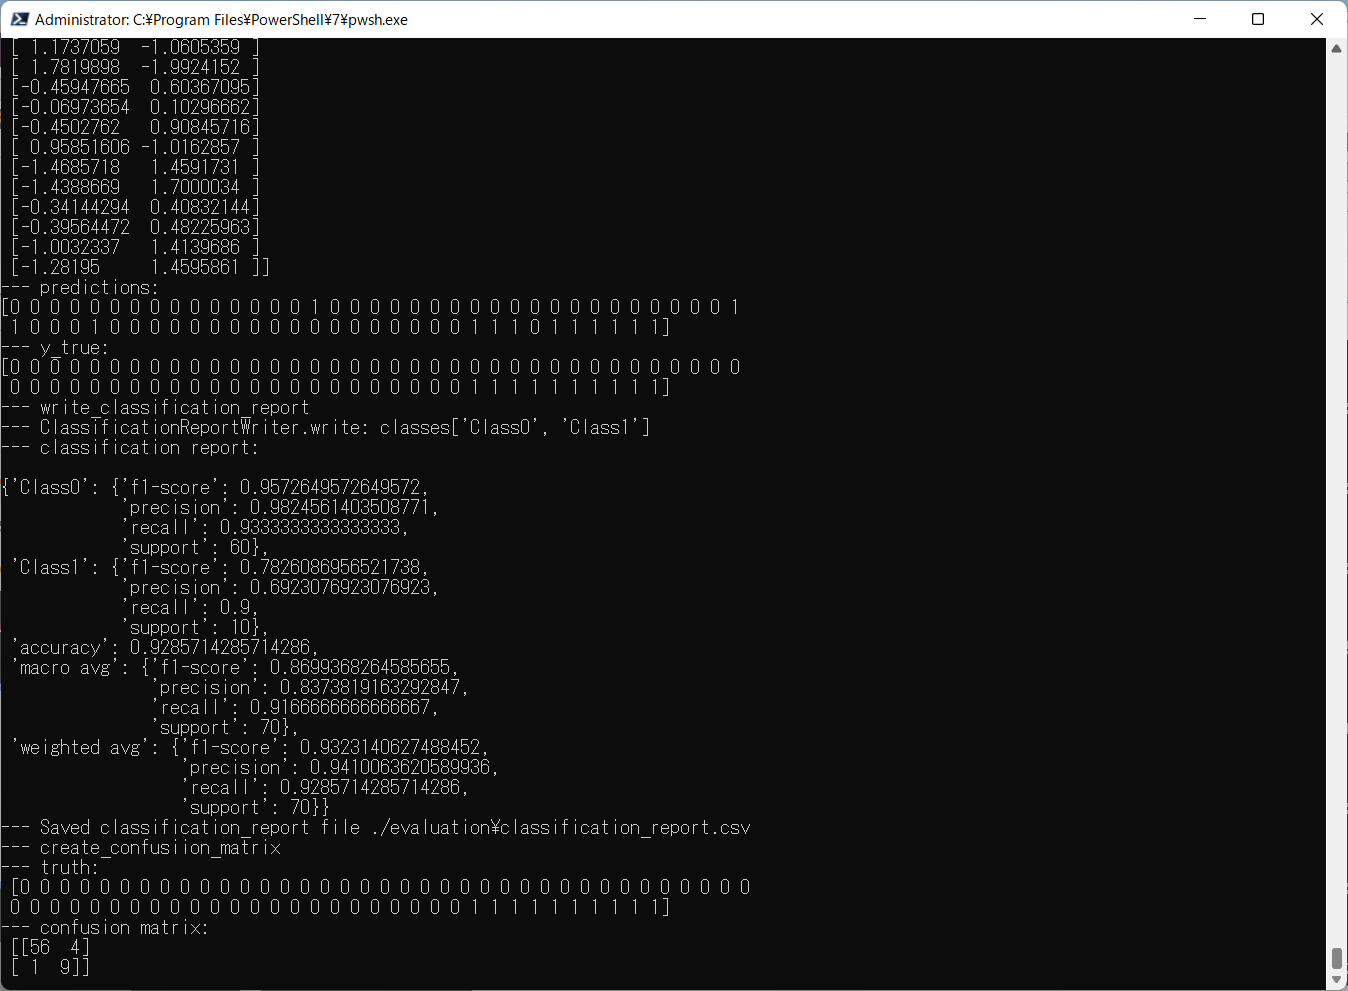 Administrator: C:¥Program Files¥PowerShell¥7¥pwsh.exe
 [ 1.1737059  -1.0605359 ]
 [ 1.7819898  -1.9924152 ]
 [-0.45947665  0.60367095]
 [-0.06973654  0.10296662]
 [-0.4502762   0.90845716]
 [ 0.95851606 -1.0162857 ]
 [-1.4685718   1.4591731 ]
 [-1.4388669   1.7000034 ]
 [-0.34144294  0.40832144]
 [-0.39564472  0.48225963]
 [-1.0032337   1.4139686 ]
 [-1.28195     1.4595861 ]]
--- predictions:
[0 0 0 0 0 0 0 0 0 0 0 0 0 0 0 1 0 0 0 0 0 0 0 0 0 0 0 0 0 0 0 0 0 0 0 0 1
 1 0 0 0 1 0 0 0 0 0 0 0 0 0 0 0 0 0 0 0 0 0 0 1 1 1 0 1 1 1 1 1 1]
--- y_true:
[0 0 0 0 0 0 0 0 0 0 0 0 0 0 0 0 0 0 0 0 0 0 0 0 0 0 0 0 0 0 0 0 0 0 0 0 0
 0 0 0 0 0 0 0 0 0 0 0 0 0 0 0 0 0 0 0 0 0 0 0 1 1 1 1 1 1 1 1 1 1]
--- write_classification_report
--- ClassificationReportWriter.write: classes['Class0', 'Class1']
--- classification report:
{'Class0': {'f1-score': 0.9572649572649572,
            'precision': 0.9824561403508771,
            'recall': 0.9333333333333333,
            'support': 60},
 'Class1': {'f1-score': 0.7826086956521738,
            'precision': 0.6923076923076923,
            'recall': 0.9,
            'support': 10},
 'accuracy': 0.9285714285714286,
 'macro avg': {'f1-score': 0.8699368264585655,
               'precision': 0.8373819163292847,
               'recall': 0.9166666666666667,
               'support': 70},
 'weighted avg': {'f1-score': 0.9323140627488452,
                  'precision': 0.9410063620589936,
                  'recall': 0.9285714285714286,
                  'support': 70}}
--- Saved classification_report file ./evaluation¥classification_report.csv
--- create_confusiion_matrix
--- truth:
 [0 0 0 0 0 0 0 0 0 0 0 0 0 0 0 0 0 0 0 0 0 0 0 0 0 0 0 0 0 0 0 0 0 0 0 0 0
 0 0 0 0 0 0 0 0 0 0 0 0 0 0 0 0 0 0 0 0 0 0 0 1 1 1 1 1 1 1 1 1 1]
--- confusion matrix:
 [[56  4]
 [ 1  9]]